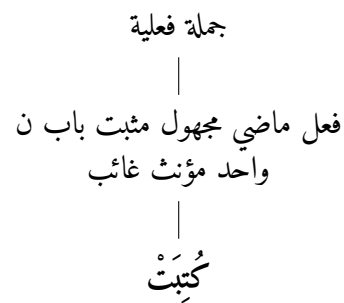 جملة فعلية
فعل ماضي مجهول مثبت باب ن
واحد مؤنث غائب
كُتِبَتْ